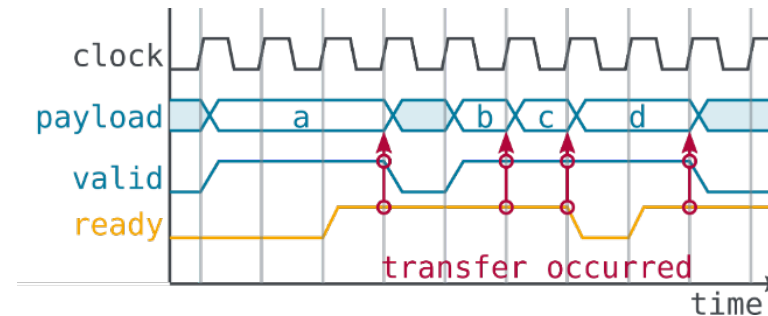 clock
payload a b c d
valid
ready
transfer occurred
time